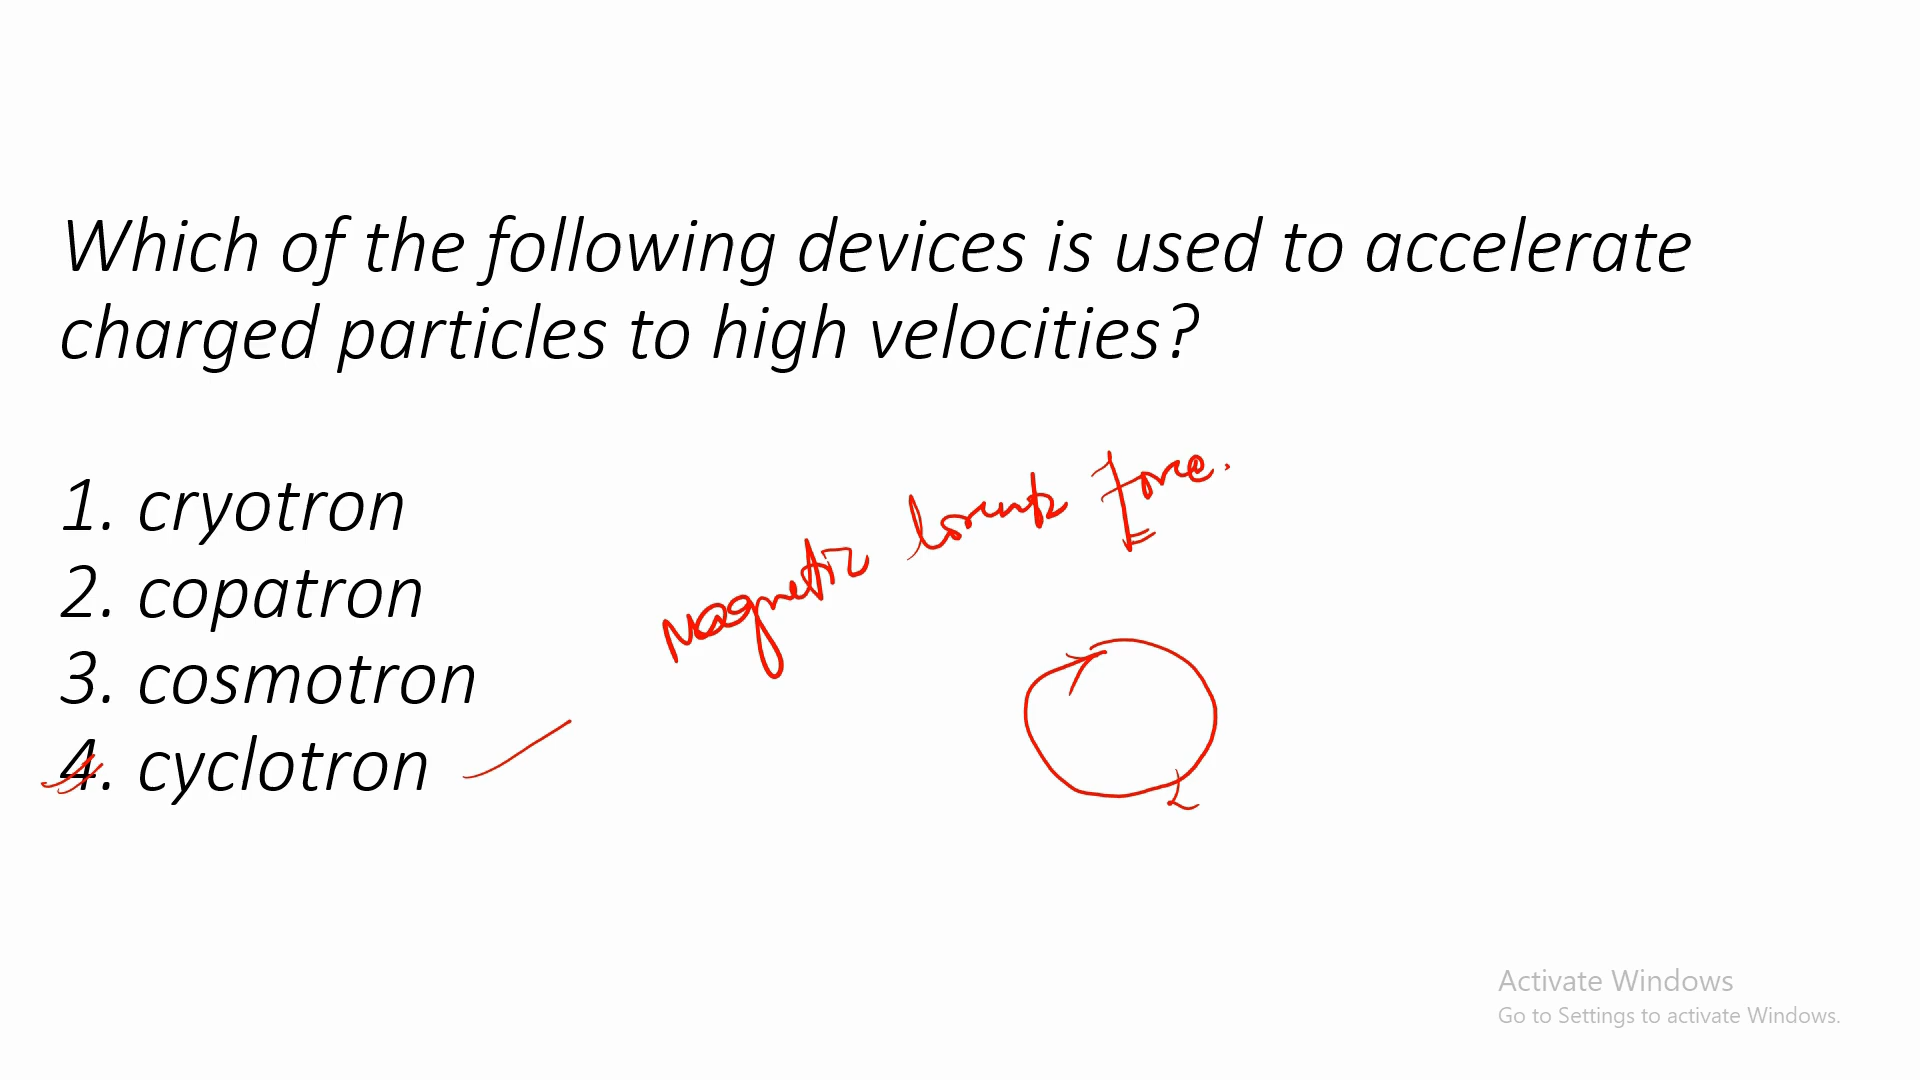 Which of the following devices is used to accelerate
charged particles to high velocities?
1. cryotron
2. copatron
3. cosmotron
4. cyclotron
Magnetic lorentz force.
Activate Windows
Go to Settings to activate Windows.